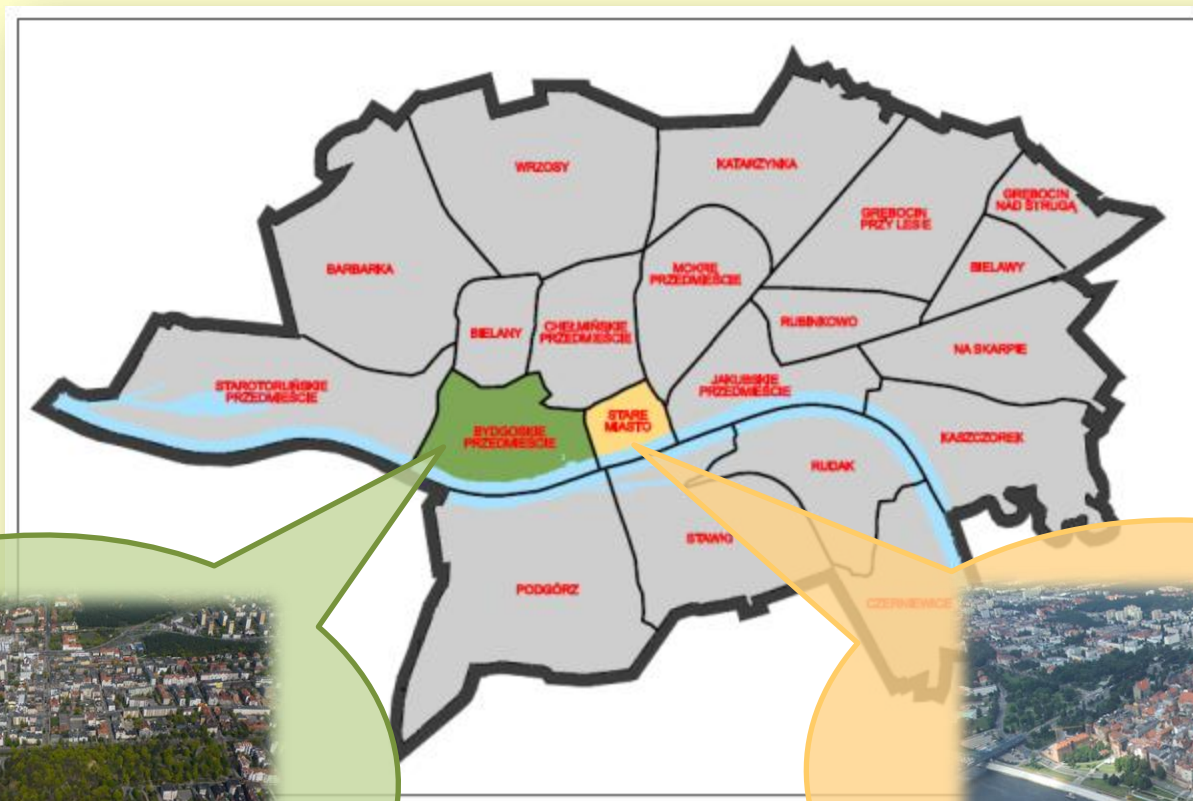 WRZOSY
KATARZYNKA
GRĘBOCIN
NAD STRUGĄ
GRĘBOCIN
PRZY LESIE
BARBARKA
MOKRE
PRZEDMIEŚCIE
BIELAWY
BIELANY
CHEŁMIŃSKIE
PRZEDMIEŚCIE
RUBINKOWO
NA SKARPIE
STAROTORUŃSKIE
PRZEDMIEŚCIE
JAKUBSKIE
PRZEDMIEŚCIE
BYDGOSKIE
PRZEDMIEŚCIE
STARE
MIASTO
KASZCZOREK
RUDAK
STAWKI
PODGÓRZ
CZERNIEWICE